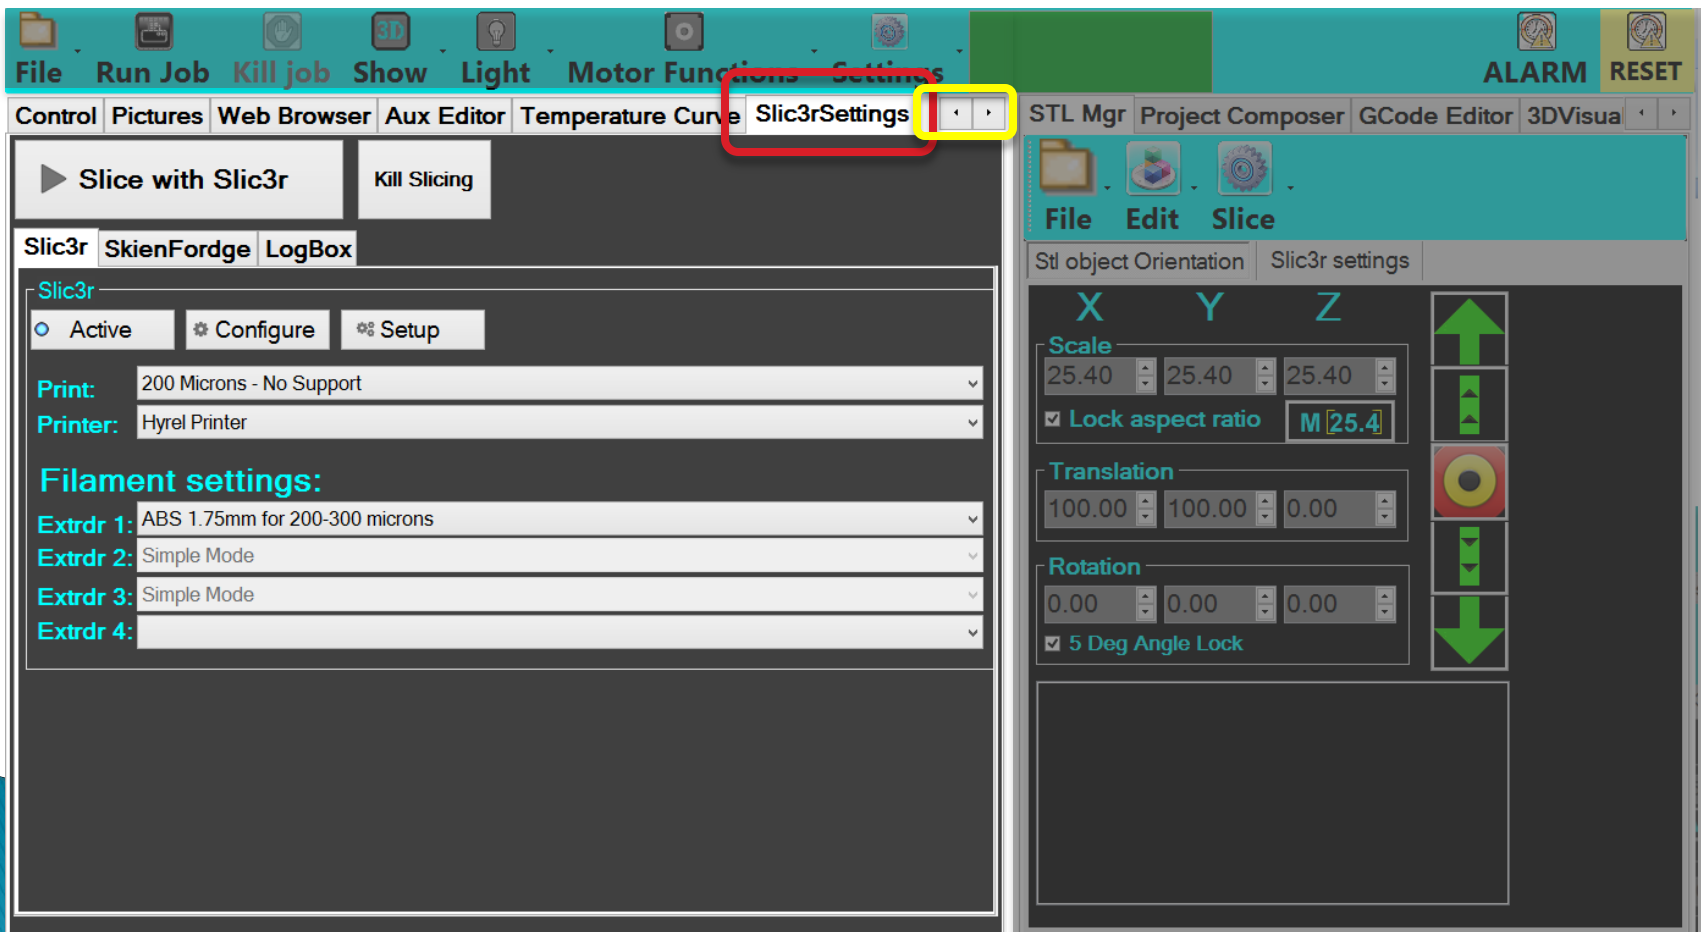 File Run Job Kill job Show Light Motor Functions Settings ALARM RESET
Control Pictures Web Browser Aux Editor Temperature Curve Slic3rSettings STL Mgr Project Composer GCode Editor 3DVisual
Slice with Slic3r Kill Slicing
File Edit Slice
Slic3r SkienFordge LogBox
Stl object Orientation Slic3r settings
Slic3r
Active Configure Setup
Print: 200 Microns - No Support
Printer: Hyrel Printer
Filament settings:
Extrdr 1: ABS 1.75mm for 200-300 microns
Extrdr 2: Simple Mode
Extrdr 3: Simple Mode
Extrdr 4:
X Y Z
Scale
25.40 25.40 25.40
Lock aspect ratio M [25.4]
Translation
100.00 100.00 0.00
Rotation
0.00 0.00 0.00
5 Deg Angle Lock